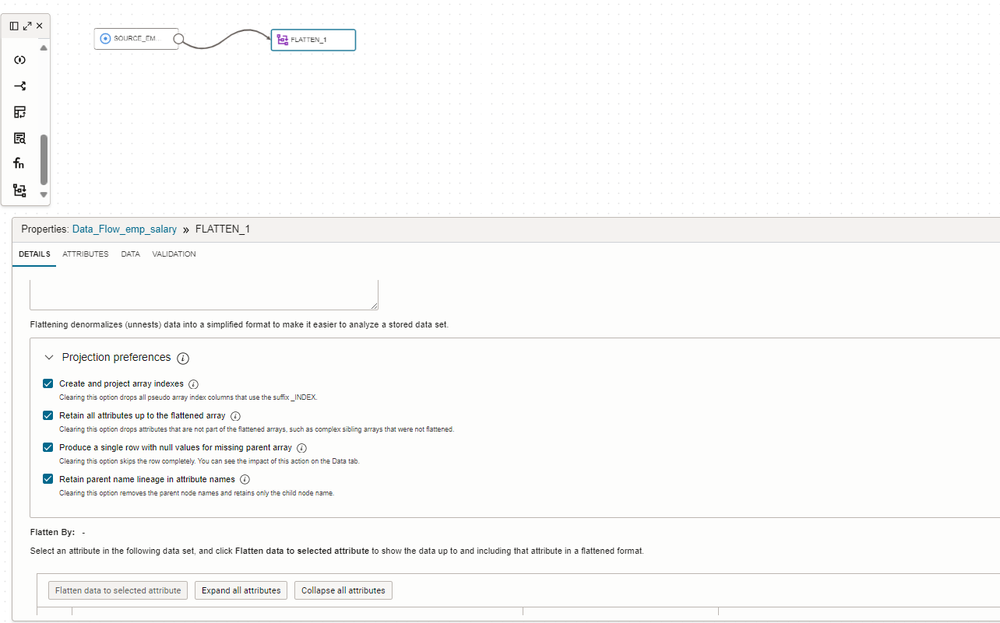 SOURCE_EM...
FLATTEN_1
fn
Properties: Data_Flow_emp_salary » FLATTEN_1
DETAILS ATTRIBUTES DATA VALIDATION
Flattening denormalizes (unnests) data into a simplified format to make it easier to analyze a stored data set.
Projection preferences
Create and project array indexes
Clearing this option drops all pseudo array index columns that use the suffix _INDEX.
Retain all attributes up to the flattened array
Clearing this option drops attributes that are not part of the flattened arrays, such as complex sibling arrays that were not flattened.
Produce a single row with null values for missing parent array
Clearing this option skips the row completely. You can see the impact of this action on the Data tab.
Retain parent name lineage in attribute names
Clearing this option removes the parent node names and retains only the child node name.
Flatten By: -
Select an attribute in the following data set, and click Flatten data to selected attribute to show the data up to and including that attribute in a flattened format.
Flatten data to selected attribute Expand all attributes Collapse all attributes